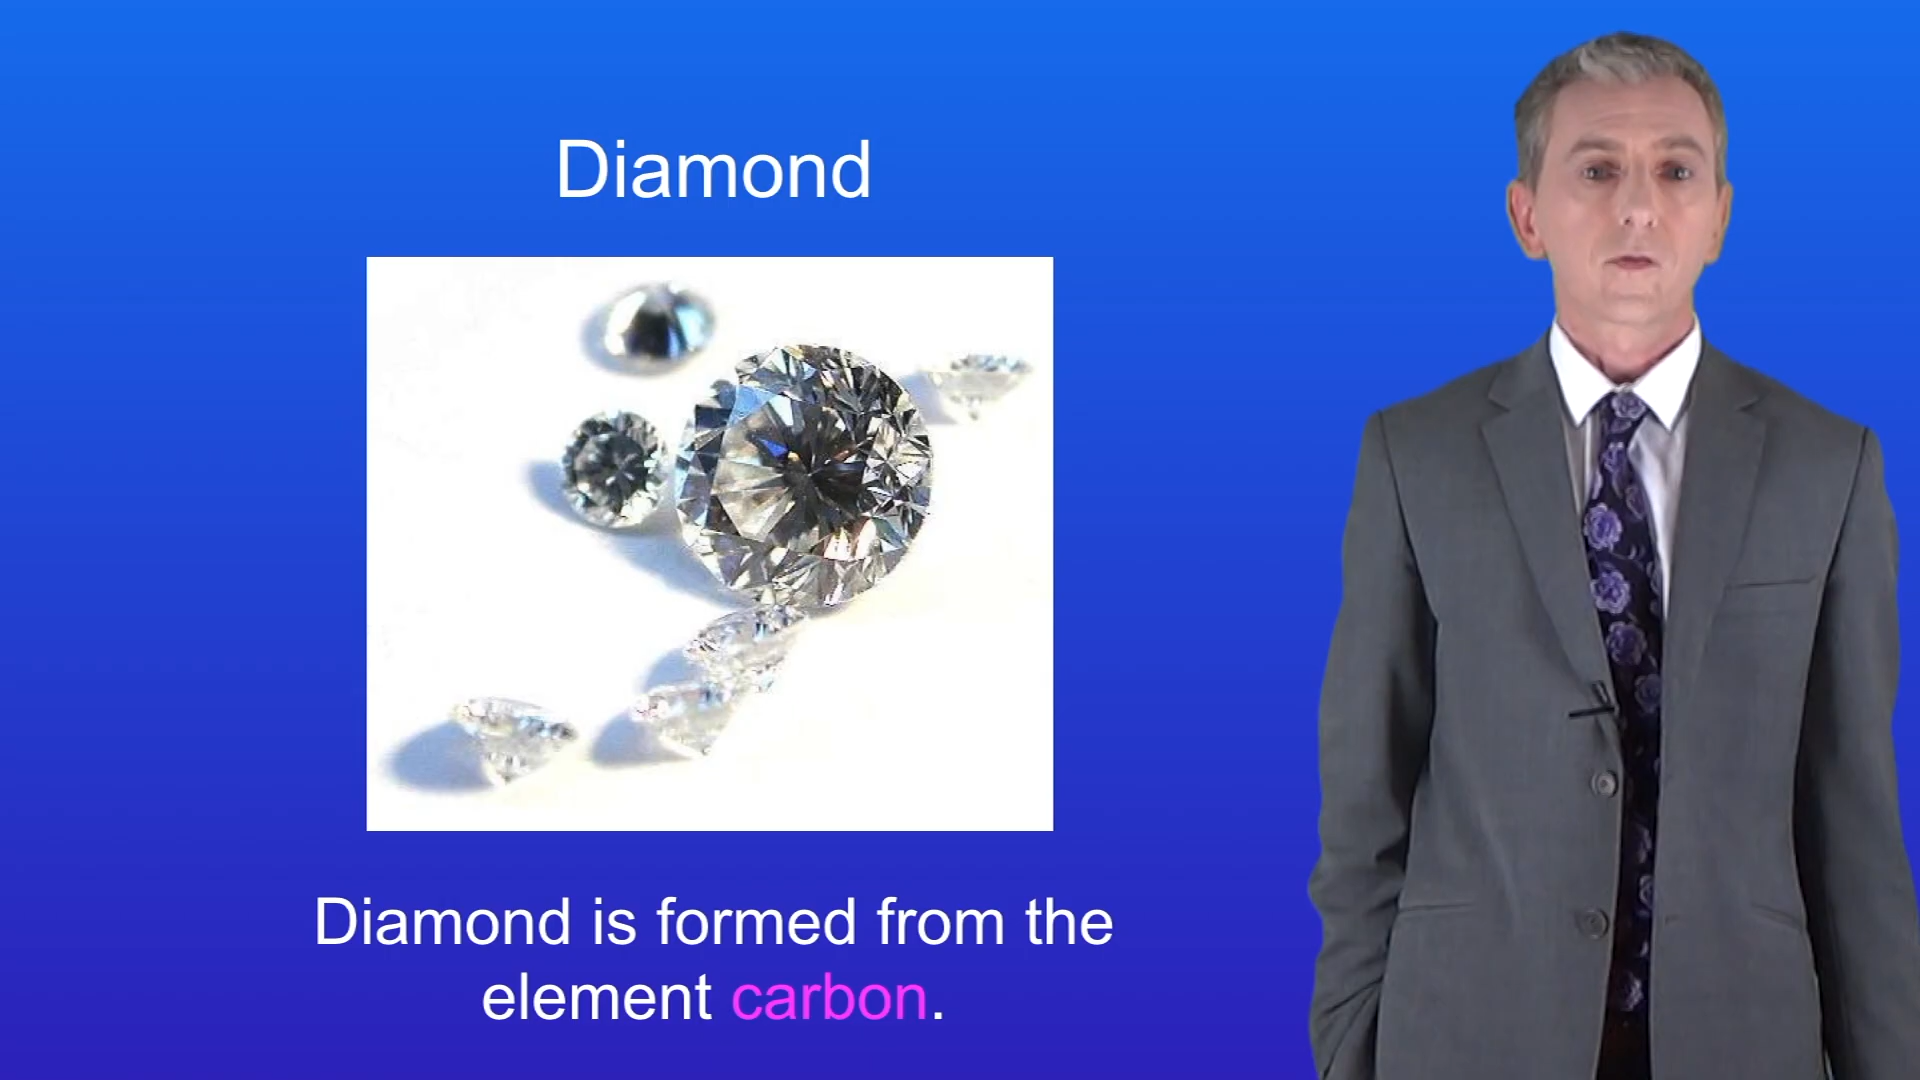 Diamond
Diamond is formed from the
element carbon.